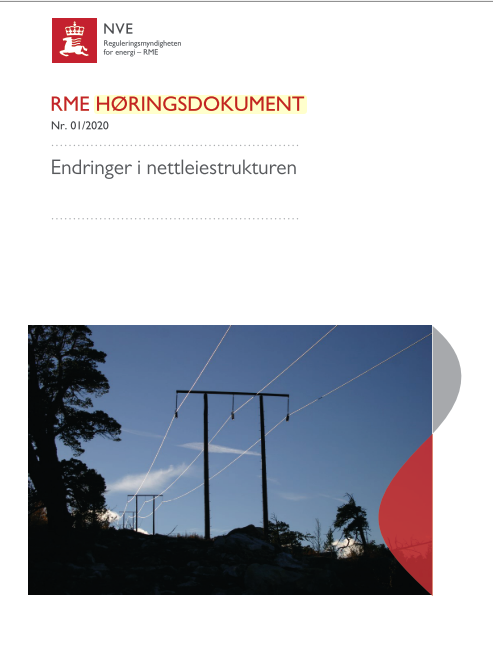 NVE
Reguleringsmyndigheten
for energi – RME
RME HØRINGSDOKUMENT
Nr. 01/2020
Endringer i nettleiestrukturen